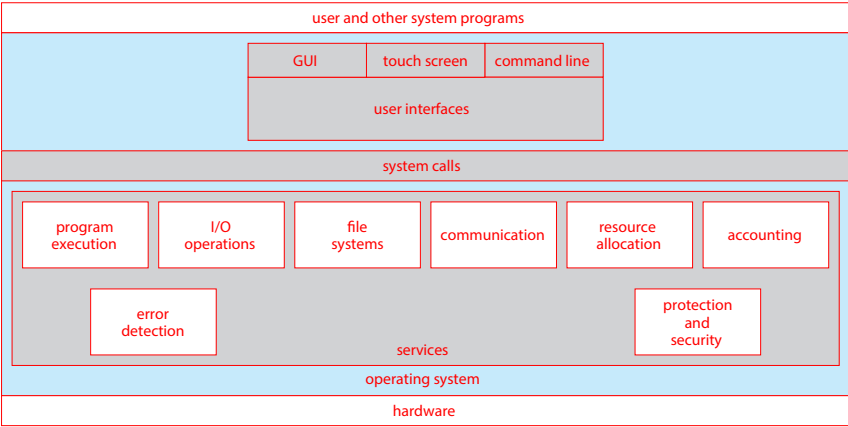 user and other system programs
GUI
touch screen
command line
user interfaces
system calls
program
execution
I/O
operations
file
systems
communication
resource
allocation
accounting
error
detection
protection
and
security
services
operating system
hardware